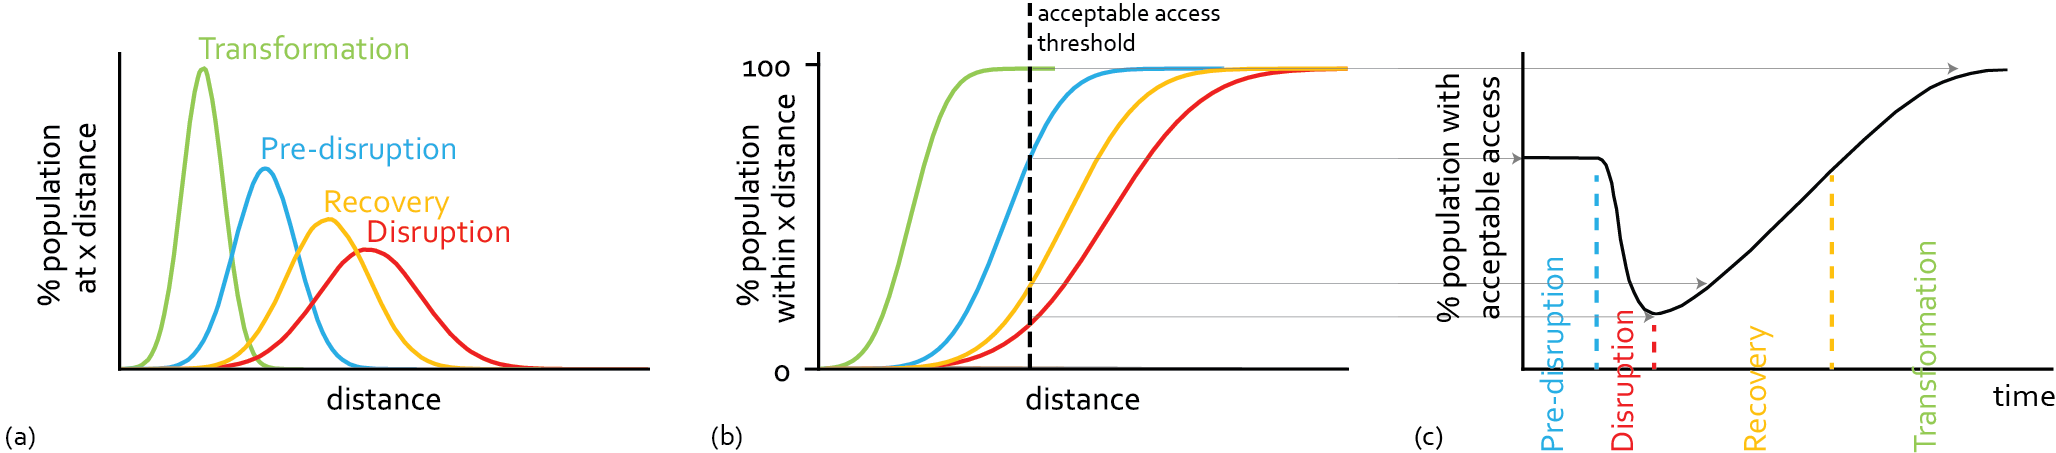 Transformation
Pre-disruption
Recovery
Disruption
% population
at x distance
distance
(a)
acceptable access
threshold
100
0
% population
within x distance
distance
(b)
% population with
acceptable access
Pre-disruption
Disruption
Recovery
Transformation
time
(c)